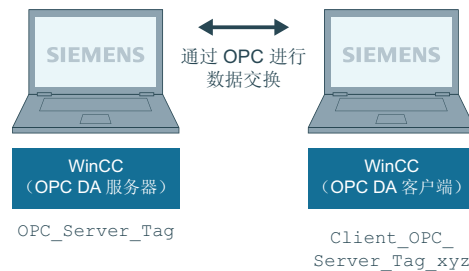 SIEMENS
通过 OPC 进行
数据交换
SIEMENS
WinCC
（OPC DA 服务器）
WinCC
（OPC DA 客户端）
OPC_Server_Tag
Client_OPC_
Server_Tag_xyz